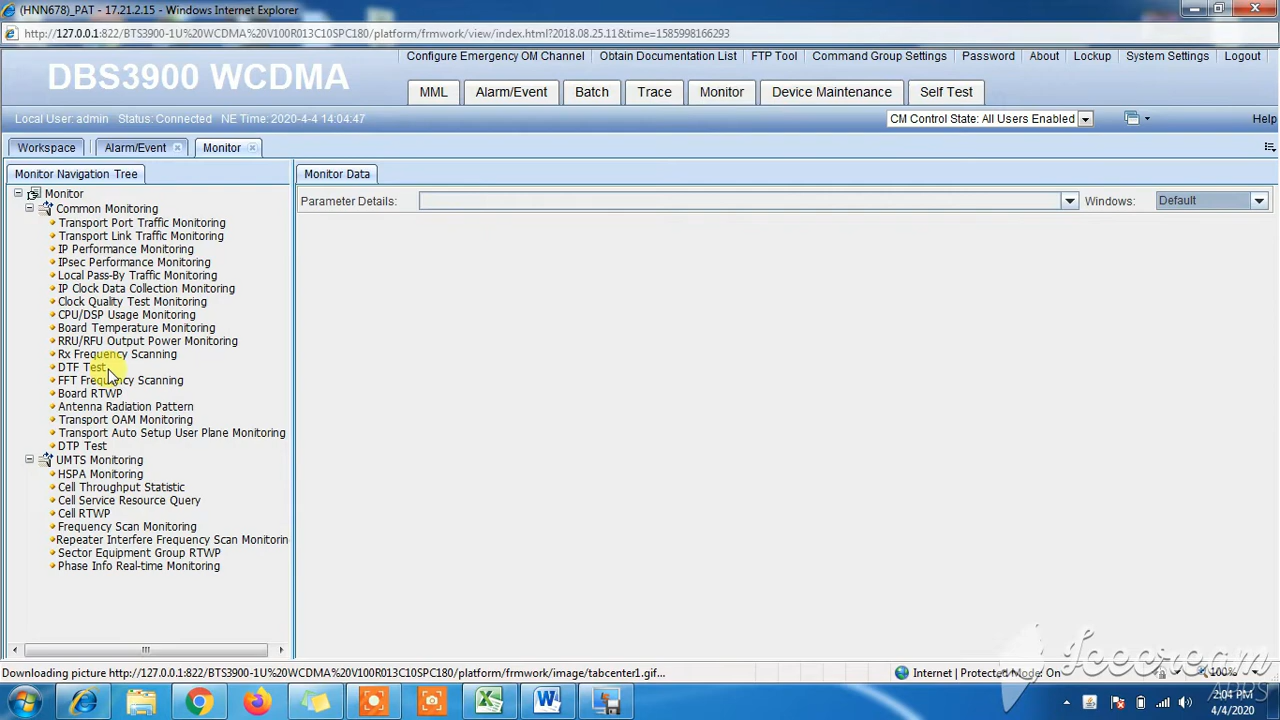 (HNN678)_PAT - 17.21.2.15 - Windows Internet Explorer
http://127.0.0.1:822/BTS3900-1U%20WCDMA%20V100R013C10SPC180/platform/frmwork/view/index.html?2018.08.25.11&time=1585998166293
Configure Emergency OM Channel Obtain Documentation List FTP Tool Command Group Settings Password About Lockup System Settings Logout
DBS3900 WCDMA
MML Alarm/Event Batch Trace Monitor Device Maintenance Self Test
Local User: admin Status: Connected NE Time: 2020-4-4 14:04:47
CM Control State: All Users Enabled
Help
Workspace Alarm/Event Monitor
Monitor Navigation Tree
Monitor Data
Monitor
Parameter Details:
Windows: Default
Common Monitoring
Transport Port Traffic Monitoring
Transport Link Traffic Monitoring
IP Performance Monitoring
IPsec Performance Monitoring
Local Pass-By Traffic Monitoring
IP Clock Data Collection Monitoring
Clock Quality Test Monitoring
CPU/DSP Usage Monitoring
Board Temperature Monitoring
RRU/RFU Output Power Monitoring
Rx Frequency Scanning
DTF Test
FFT Frequency Scanning
Board RTWP
Antenna Radiation Pattern
Transport OAM Monitoring
Transport Auto Setup User Plane Monitoring
DTP Test
UMTS Monitoring
HSPA Monitoring
Cell Throughput Statistic
Cell Service Resource Query
Cell RTWP
Frequency Scan Monitoring
Repeater Interfere Frequency Scan Monitorin
Sector Equipment Group RTWP
Phase Info Real-time Monitoring
Downloading picture http://127.0.0.1:822/BTS3900-1U%20WCDMA%20V100R013C10SPC180/platform/frmwork/image/tabcenter1.gif...
Internet | Protected Mode: On
100%
Icecream
APPS
2:04 PM
4/4/2020